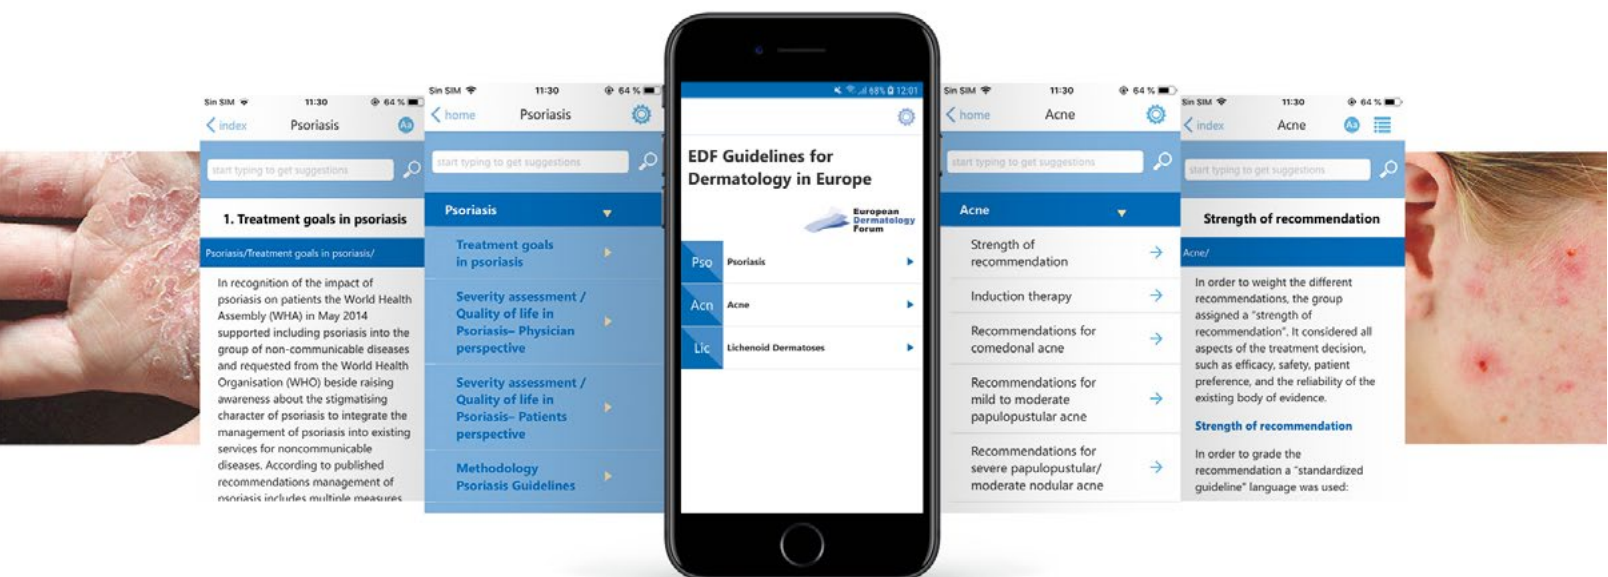 Sin SIM 11:30 64 %
index Psoriasis Aa
start typing to get suggestions
1. Treatment goals in psoriasis
Psoriasis/Treatment goals in psoriasis/
In recognition of the impact of
psoriasis on patients the World Health
Assembly (WHA) in May 2014
supported including psoriasis into the
group of non-communicable diseases
and requested from the World Health
Organisation (WHO) beside raising
awareness about the stigmatising
character of psoriasis to integrate the
management of psoriasis into existing
services for noncommunicable
diseases. According to published
recommendations management of
psoriasis includes multiple measures
Sin SIM 11:30 64 %
home Psoriasis
start typing to get suggestions
Psoriasis
Treatment goals
in psoriasis
Severity assessment /
Quality of life in
Psoriasis– Physician
perspective
Severity assessment /
Quality of life in
Psoriasis– Patients
perspective
Methodology
Psoriasis Guidelines
68% 12:01
EDF Guidelines for
Dermatology in Europe
European
Dermatology
Forum
Pso Psoriasis
Acn Acne
Lic Lichenoid Dermatoses
Sin SIM 11:30 64 %
home Acne
start typing to get suggestions
Acne
Strength of
recommendation
Induction therapy
Recommendations for
comedonal acne
Recommendations for
mild to moderate
papulopustular acne
Recommendations for
severe papulopustular/
moderate nodular acne
Sin SIM 11:30 64 %
index Acne Aa
start typing to get suggestions
Strength of recommendation
Acne/
In order to weight the different
recommendations, the group
assigned a "strength of
recommendation". It considered all
aspects of the treatment decision,
such as efficacy, safety, patient
preference, and the reliability of the
existing body of evidence.
Strength of recommendation
In order to grade the
recommendation a "standardized
guideline" language was used: